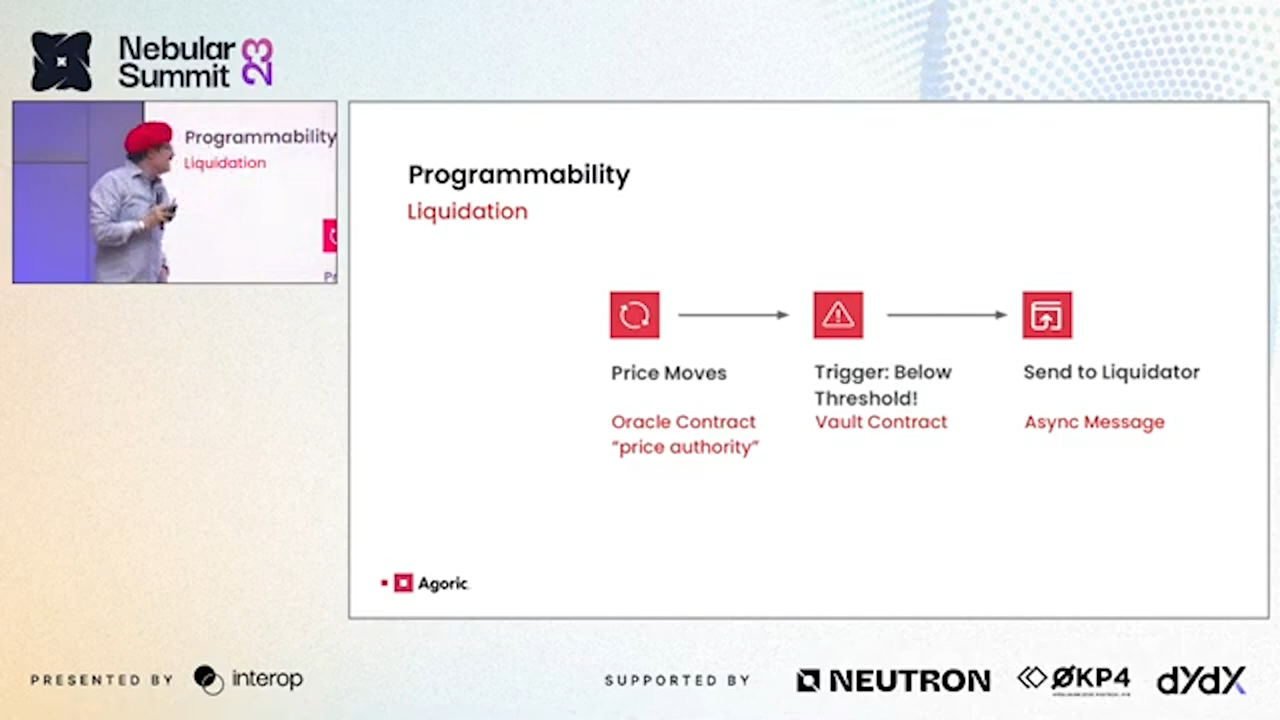 Nebular
Summit 23
Programmability
Liquidation
Programmability
Liquidation
Price Moves
Trigger: Below
Threshold!
Send to Liquidator
Oracle Contract
“price authority”
Vault Contract
Async Message
Agoric
PRESENTED BY
interop
SUPPORTED BY
NEUTRON
ØKP4
dYdX